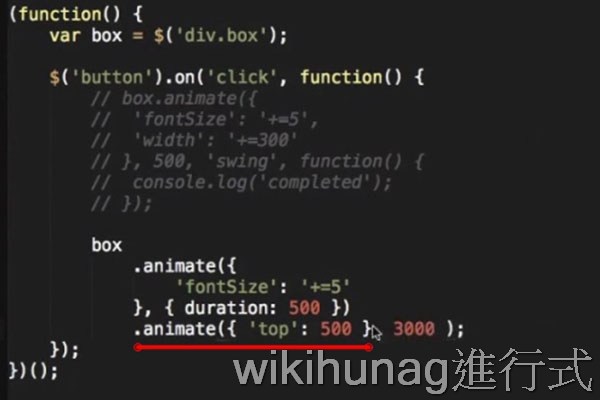 (function() {
    var box = $('div.box');
    $('button').on('click', function() {
        // box.animate({
        //  'fontSize': '+=5',
        //  'width': '+=300'
        // }, 500, 'swing', function() {
        //  console.log('completed');
        // });
        box
            .animate({
                'fontSize': '+=5'
            }, { duration: 500 })
            .animate({ 'top': 500 }, 3000 );
    });
})();
wikihunag進行式